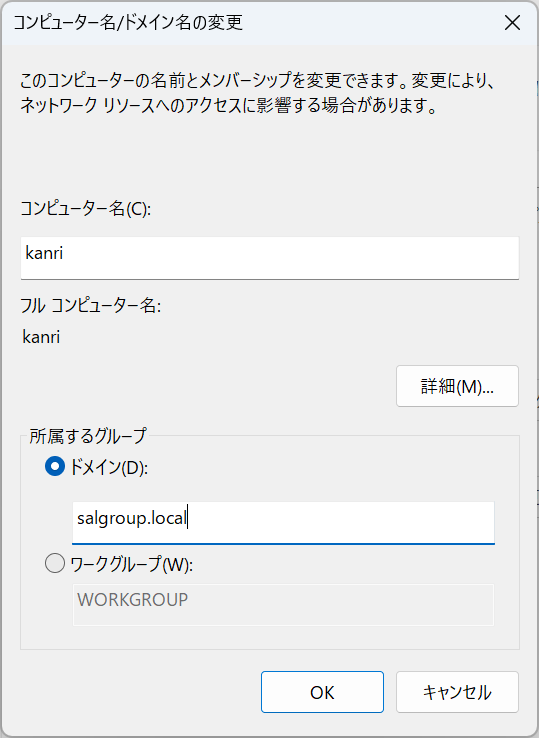 コンピューター名/ドメイン名の変更
このコンピューターの名前とメンバーシップを変更できます。変更により、
ネットワーク リソースへのアクセスに影響する場合があります。
コンピューター名(C):
kanri
フル コンピューター名:
kanri
詳細(M)...
所属するグループ
ドメイン(D):
salgroup.local
ワークグループ(W):
WORKGROUP
OK
キャンセル